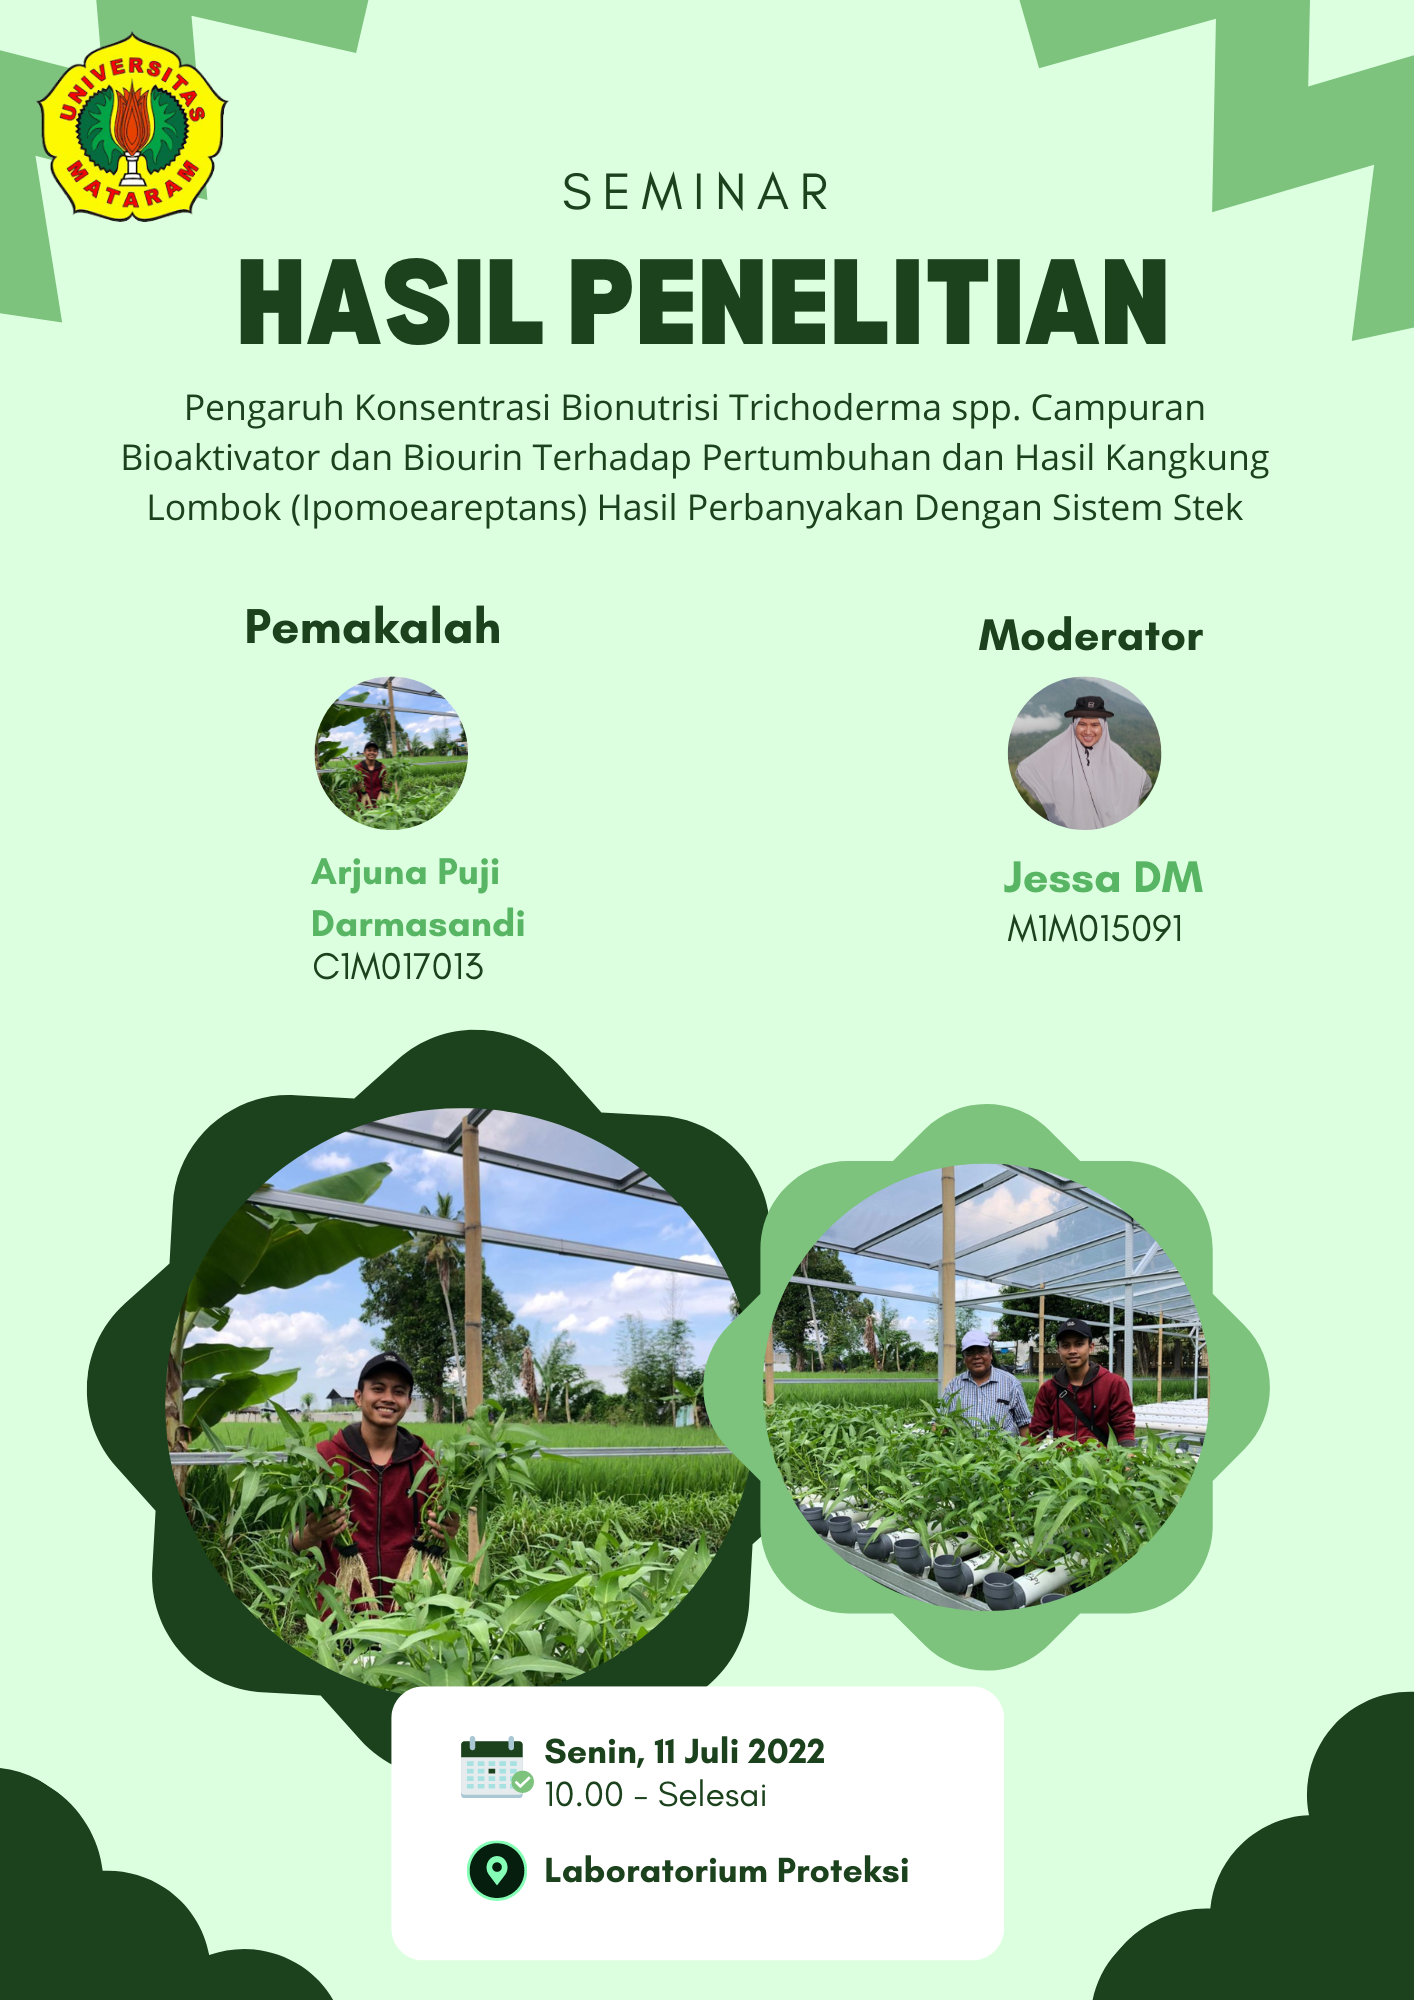 UNIVERSITAS
MATARAM
SEMINAR
HASIL PENELITIAN
Pengaruh Konsentrasi Bionutrisi Trichoderma spp. Campuran
Bioaktivator dan Biourin Terhadap Pertumbuhan dan Hasil Kangkung
Lombok (Ipomoeareptans) Hasil Perbanyakan Dengan Sistem Stek
Pemakalah
Moderator
Arjuna Puji
Darmasandi
C1M017013
Jessa DM
M1M015091
Senin, 11 Juli 2022
10.00 - Selesai
Laboratorium Proteksi